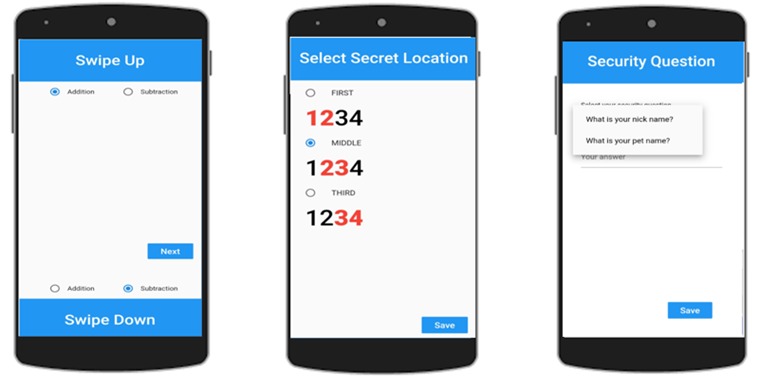 Swipe Up
Addition Subtraction
Next
Addition Subtraction
Swipe Down
Select Secret Location
FIRST
1234
MIDDLE
1234
THIRD
1234
Save
Security Question
Select your security question
What is your nick name?
What is your pet name?
Your answer
Save